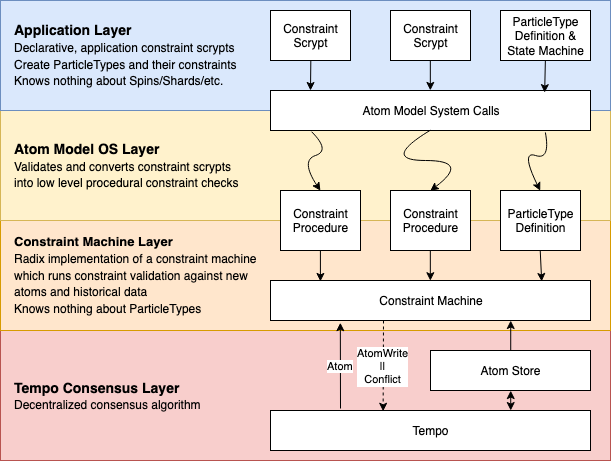 Application Layer
Declarative, application constraint scrypts
Create ParticleTypes and their constraints
Knows nothing about Spins/Shards/etc.
Constraint
Scrypt
Constraint
Scrypt
ParticleType
Definition &
State Machine
Atom Model System Calls
Atom Model OS Layer
Validates and converts constraint scrypts
into low level procedural constraint checks
Constraint
Procedure
Constraint
Procedure
ParticleType
Definition
Constraint Machine Layer
Radix implementation of a constraint machine
which runs constraint validation against new
atoms and historical data
Knows nothing about ParticleTypes
Constraint Machine
Tempo Consensus Layer
Decentralized consensus algorithm
Atom
AtomWrite
||
Conflict
Atom Store
Tempo